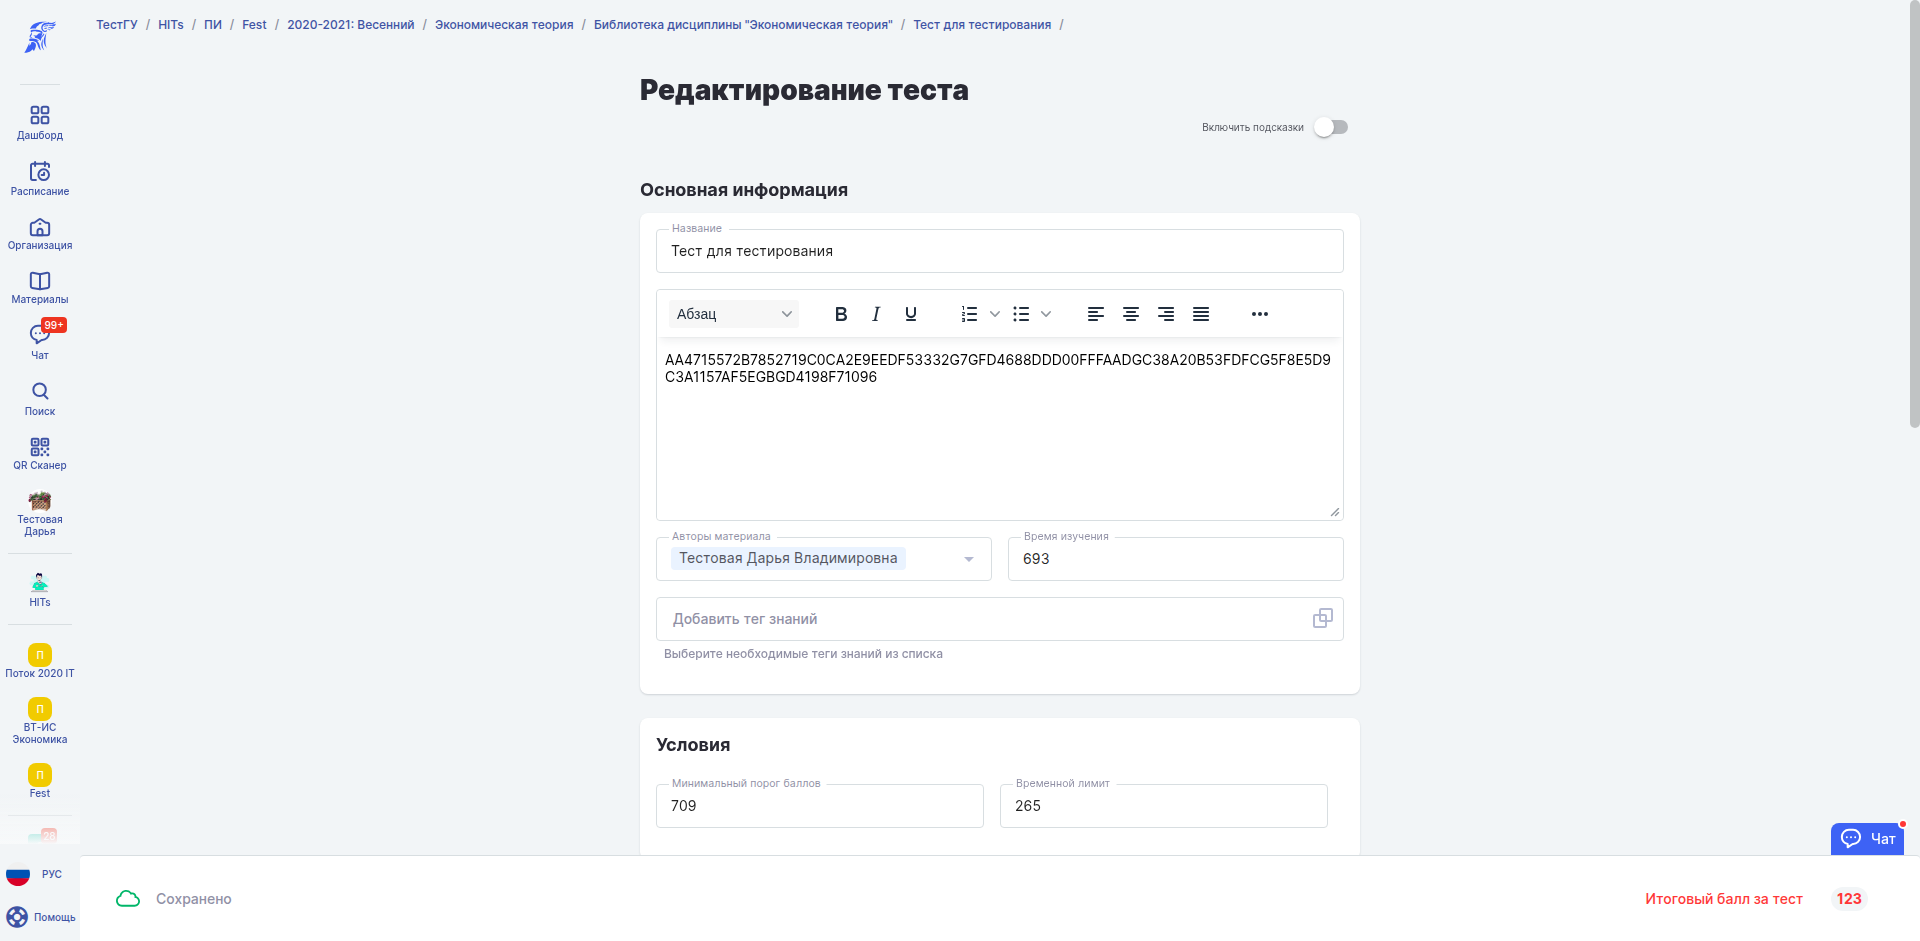 ТестГУ / HITs / ПИ / Fest / 2020-2021: Весенний / Экономическая теория / Библиотека дисциплины "Экономическая теория" / Тест для тестирования /
Дашборд
Расписание
Организация
Материалы
99+
Чат
Поиск
QR Сканер
Тестовая
Дарья
HITs
П
Поток 2020 IT
П
ВТ-ИС
Экономика
П
Fest
28
РУС
Помощь
Редактирование теста
Включить подсказки
Основная информация
Название
Тест для тестирования
Абзац
B I U
AA4715572B7852719C0CA2E9EEDF53332G7GFD4688DDD00FFFAADGC38A20B53FDFCG5F8E5D9
C3A1157AF5EGBGD4198F71096
Авторы материала
Тестовая Дарья Владимировна
Время изучения
693
Добавить тег знаний
Выберите необходимые теги знаний из списка
Условия
Минимальный порог баллов
709
Временной лимит
265
Чат
Сохранено
Итоговый балл за тест 123